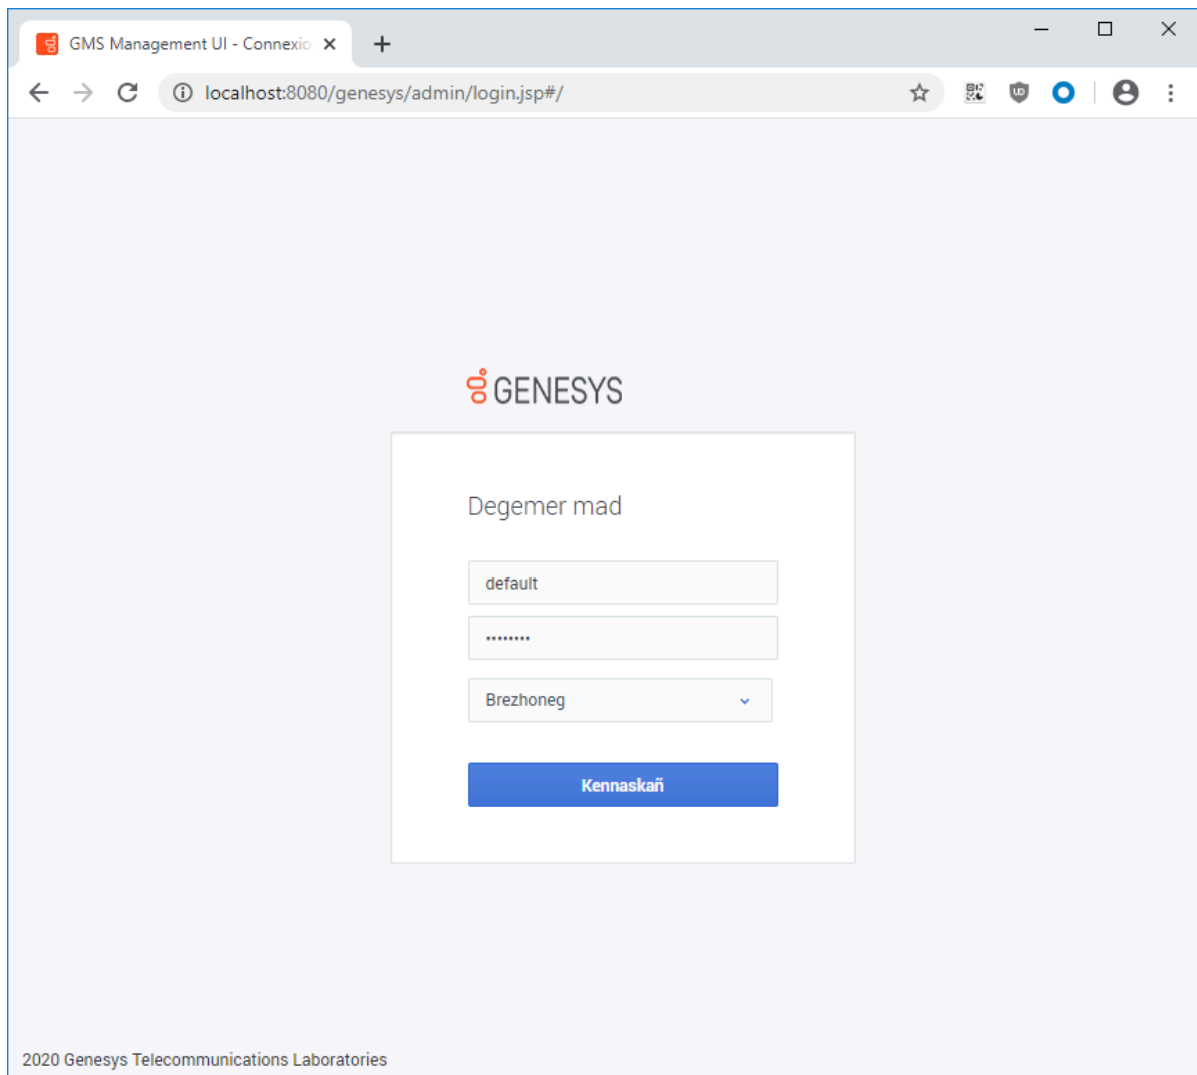 GMS Management UI - Connexio
localhost:8080/genesys/admin/login.jsp#/
GENESYS
Degemer mad
default
••••••••
Brezhoneg
Kennaskañ
2020 Genesys Telecommunications Laboratories